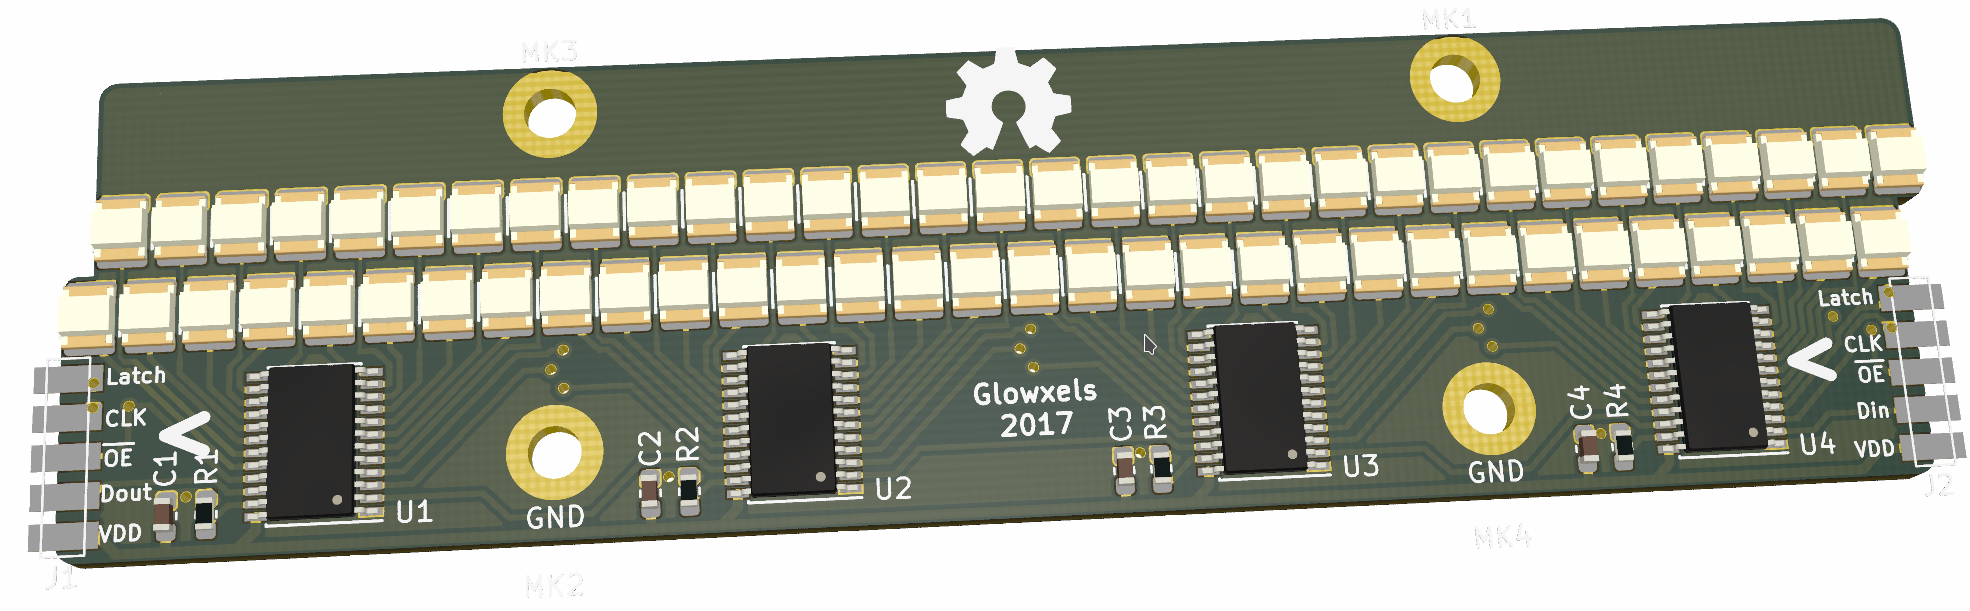 MK3
MK1
Latch
CLK
OE
Dout
VDD
C1
R1
U1
GND
C2
R2
U2
Glowxels
2017
C3
R3
U3
GND
C4
R4
U4
Latch
CLK
OE
Din
VDD
J1
MK2
MK4
J2